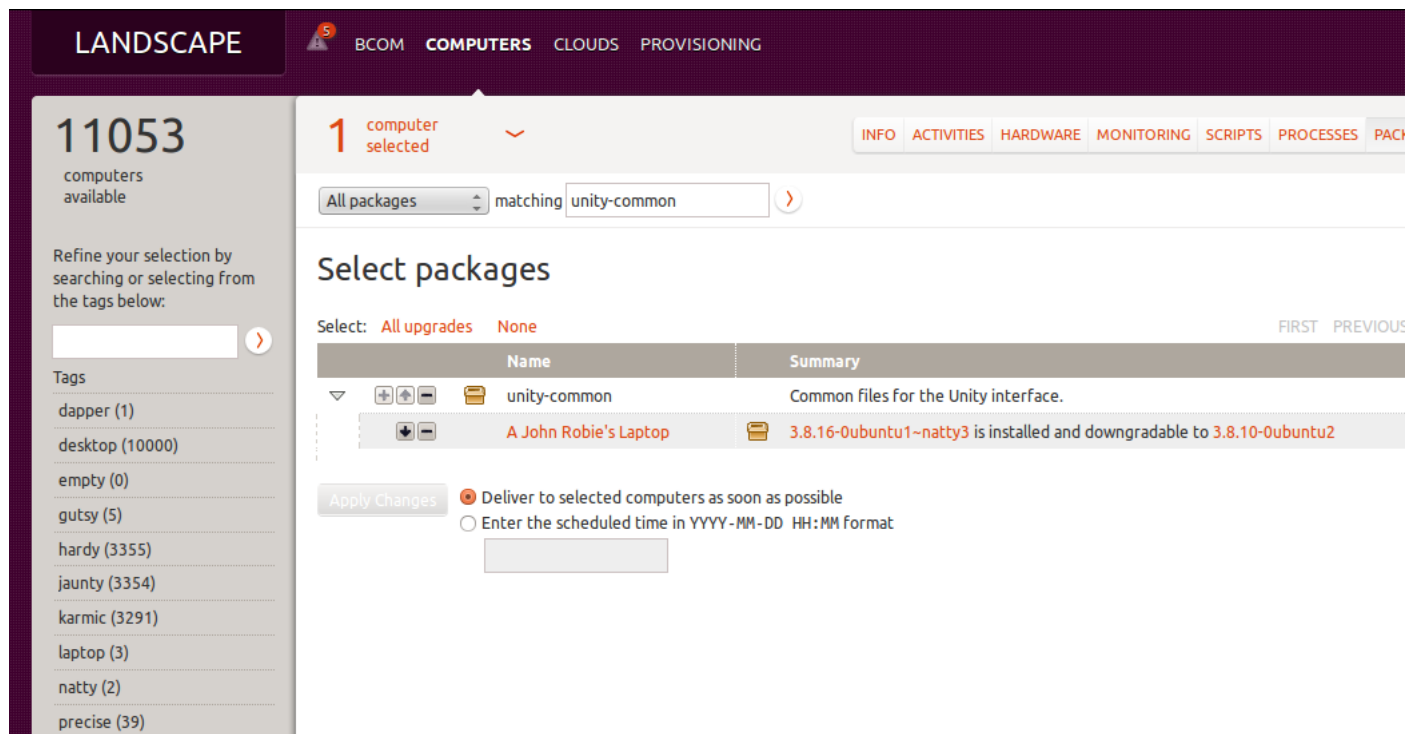 LANDSCAPE
5
BCOM COMPUTERS CLOUDS PROVISIONING
11053
computers
available
Refine your selection by
searching or selecting from
the tags below:
Tags
dapper (1)
desktop (10000)
empty (0)
gutsy (5)
hardy (3355)
jaunty (3354)
karmic (3291)
laptop (3)
natty (2)
precise (39)
1 computer
selected
INFO ACTIVITIES HARDWARE MONITORING SCRIPTS PROCESSES PACK
All packages matching unity-common
Select packages
Select: All upgrades None FIRST PREVIOUS
Name Summary
unity-common Common files for the Unity interface.
A John Robie's Laptop 3.8.16-0ubuntu1~natty3 is installed and downgradable to 3.8.10-0ubuntu2
Apply Changes Deliver to selected computers as soon as possible
Enter the scheduled time in YYYY-MM-DD HH:MM format